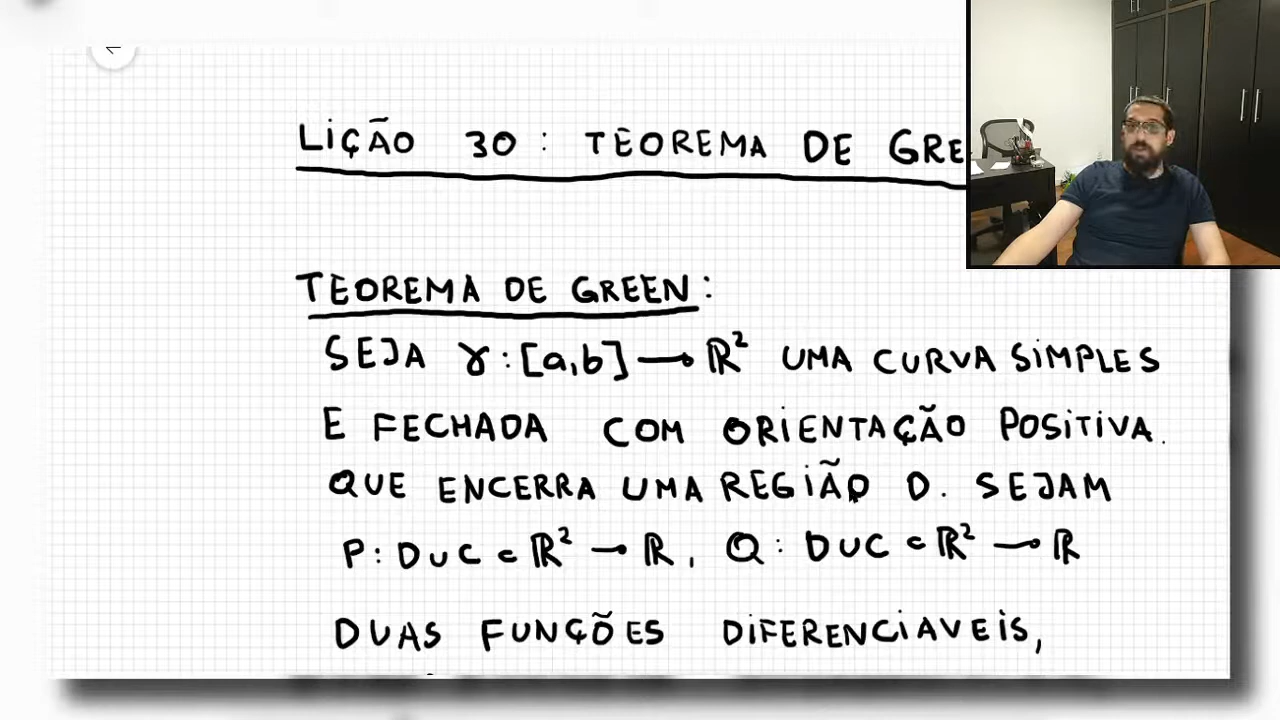 LIÇÃO 30 : TEOREMA DE GRE
TEOREMA DE GREEN :
SEJA γ : [a,b] → ℝ² UMA CURVA SIMPLES
E FECHADA COM ORIENTAÇÃO POSITIVA.
QUE ENCERRA UMA REGIÃO D. SEJAM
P : D∪C ⊂ ℝ² → ℝ, Q : D∪C ⊂ ℝ² → ℝ
DUAS FUNÇÕES DIFERENCIAVEIS,